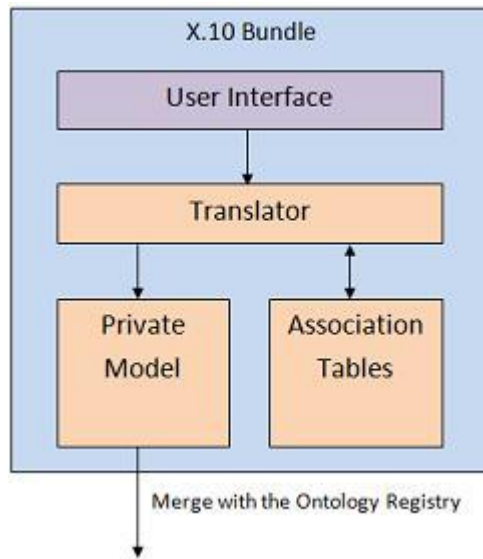 X.10 Bundle
User Interface
Translator
Private
Model
Association
Tables
Merge with the Ontology Registry